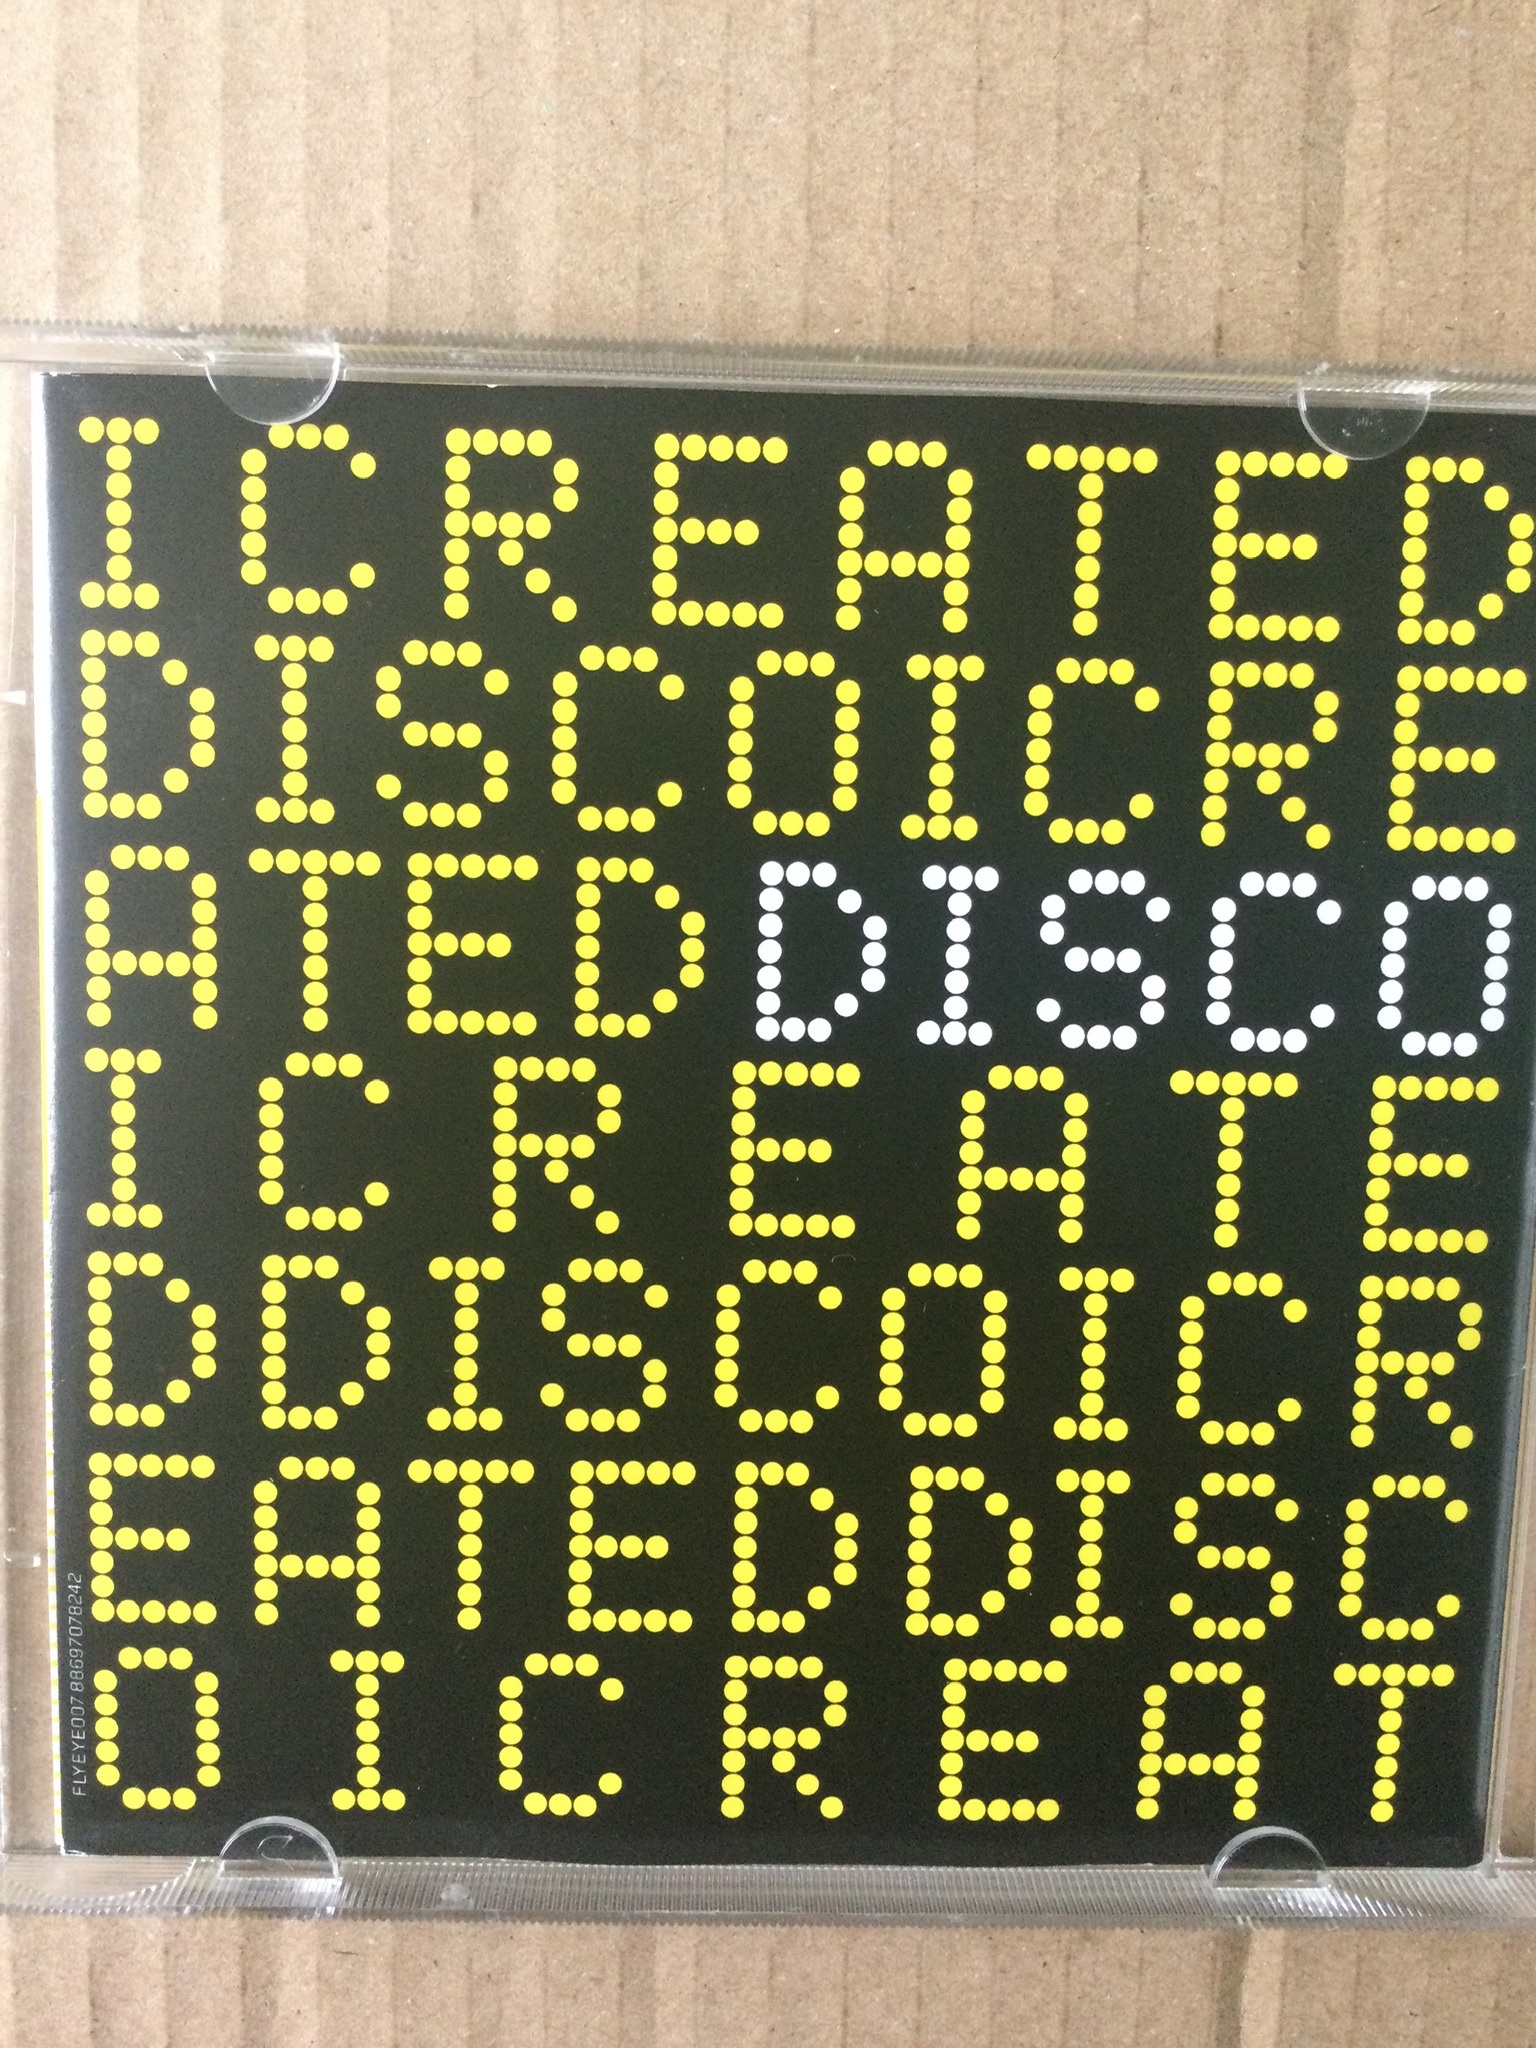 ICREATED
DISCOICRE
ATEDDISCO
ICREATE
DDISCOICR
EATEDDISC
OICREAT
FLYEYE007 88697078242